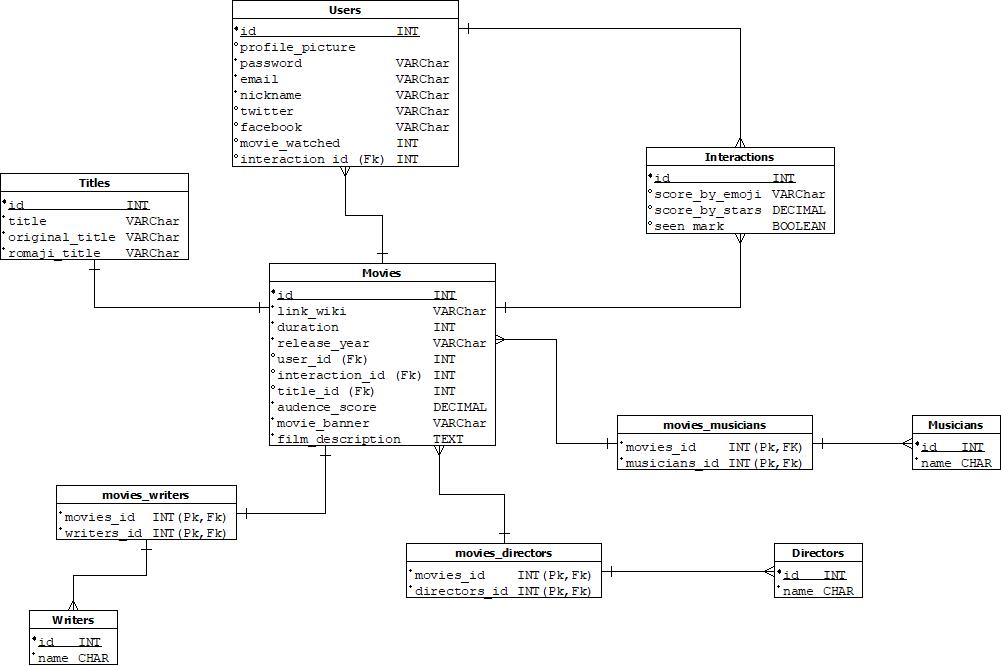 Users
id INT
profile_picture
password VARChar
email VARChar
nickname VARChar
twitter VARChar
facebook VARChar
movie_watched INT
interaction_id (Fk) INT
Interactions
id INT
score_by_emoji VARChar
score_by_stars DECIMAL
seen_mark BOOLEAN
Titles
id INT
title VARChar
original_title VARChar
romaji_title VARChar
Movies
id INT
link_wiki VARChar
duration INT
release_year VARChar
user_id (Fk) INT
interaction_id (Fk) INT
title_id (Fk) INT
audence_score DECIMAL
movie_banner VARChar
film_description TEXT
movies_musicians
movies_id INT(Pk,FK)
musicians_id INT(Pk,Fk)
Musicians
id INT
name CHAR
movies_writers
movies_id INT(Pk,Fk)
writers_id INT(Pk,Fk)
movies_directors
movies_id INT(Pk,Fk)
directors_id INT(Pk,Fk)
Directors
id INT
name CHAR
Writers
id INT
name CHAR